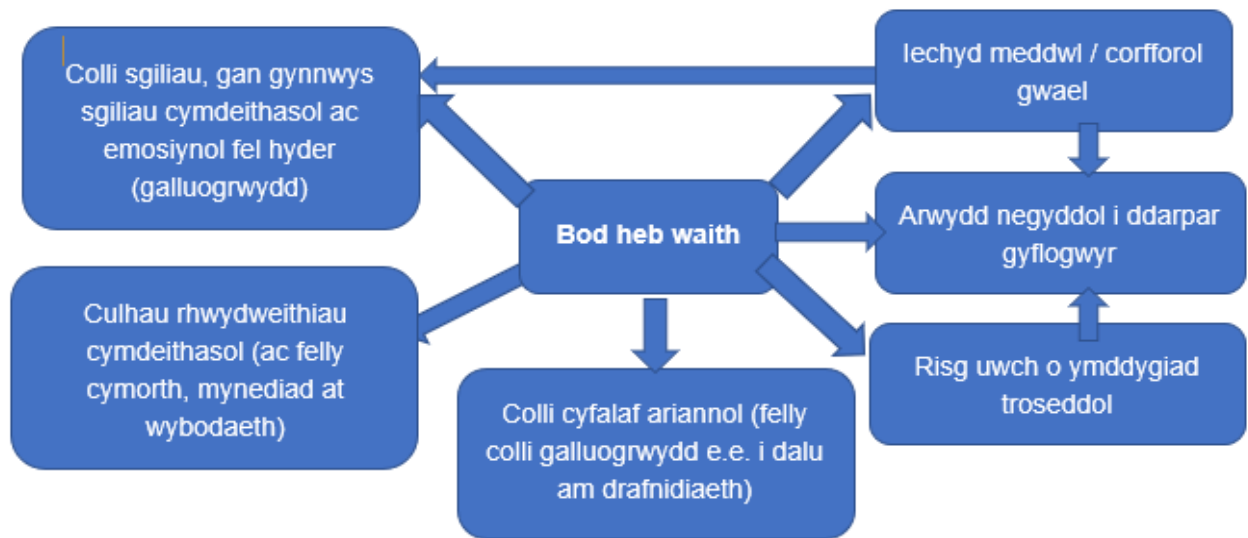 Colli sgiliau, gan gynnwys
sgiliau cymdeithasol ac
emosiynol fel hyder
(galluogrwydd)
Iechyd meddwl / corfforol
gwael
Bod heb waith
Arwydd negyddol i ddarpar
gyflogwyr
Culhau rhwydweithiau
cymdeithasol (ac felly
cymorth, mynediad at
wybodaeth)
Colli cyfalaf ariannol (felly
colli galluogrwydd e.e. i dalu
am drafnidiaeth)
Risg uwch o ymddygiad
troseddol